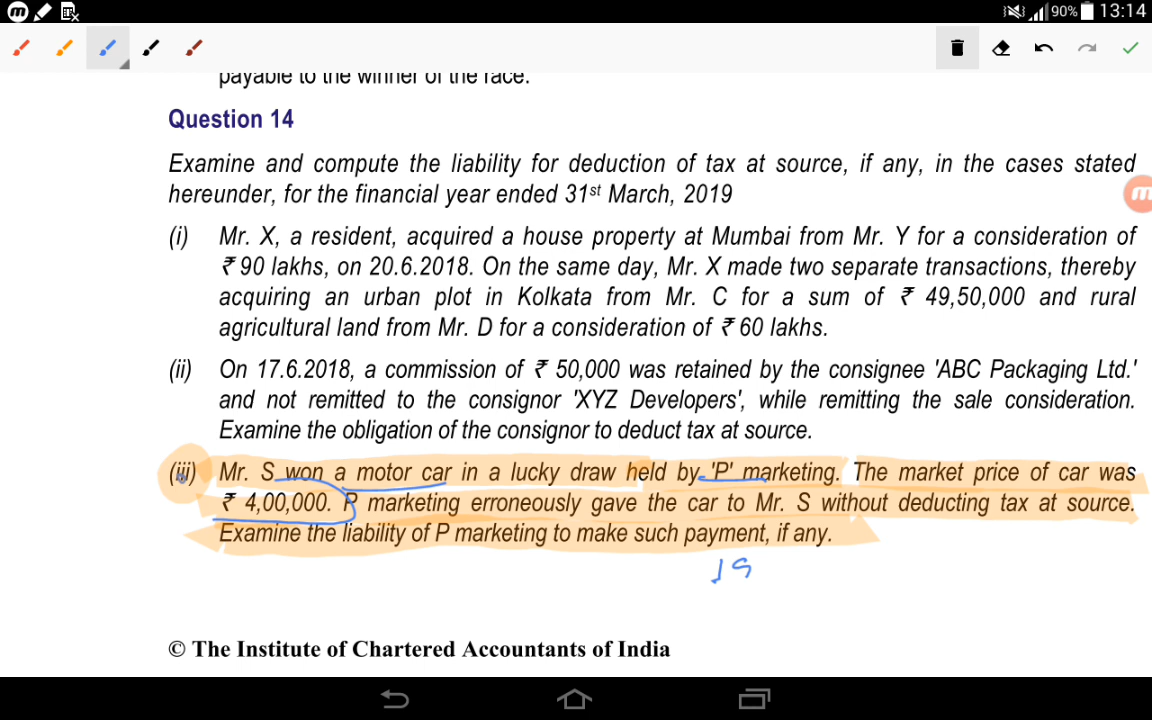 90% 13:14
payable to the winner of the race.
Question 14
Examine and compute the liability for deduction of tax at source, if any, in the cases stated
hereunder, for the financial year ended 31st March, 2019
(i) Mr. X, a resident, acquired a house property at Mumbai from Mr. Y for a consideration of
₹ 90 lakhs, on 20.6.2018. On the same day, Mr. X made two separate transactions, thereby
acquiring an urban plot in Kolkata from Mr. C for a sum of ₹ 49,50,000 and rural
agricultural land from Mr. D for a consideration of ₹ 60 lakhs.
(ii) On 17.6.2018, a commission of ₹ 50,000 was retained by the consignee 'ABC Packaging Ltd.'
and not remitted to the consignor 'XYZ Developers', while remitting the sale consideration.
Examine the obligation of the consignor to deduct tax at source.
(iii) Mr. S won a motor car in a lucky draw held by 'P' marketing. The market price of car was
₹ 4,00,000. P marketing erroneously gave the car to Mr. S without deducting tax at source.
Examine the liability of P marketing to make such payment, if any.
© The Institute of Chartered Accountants of India